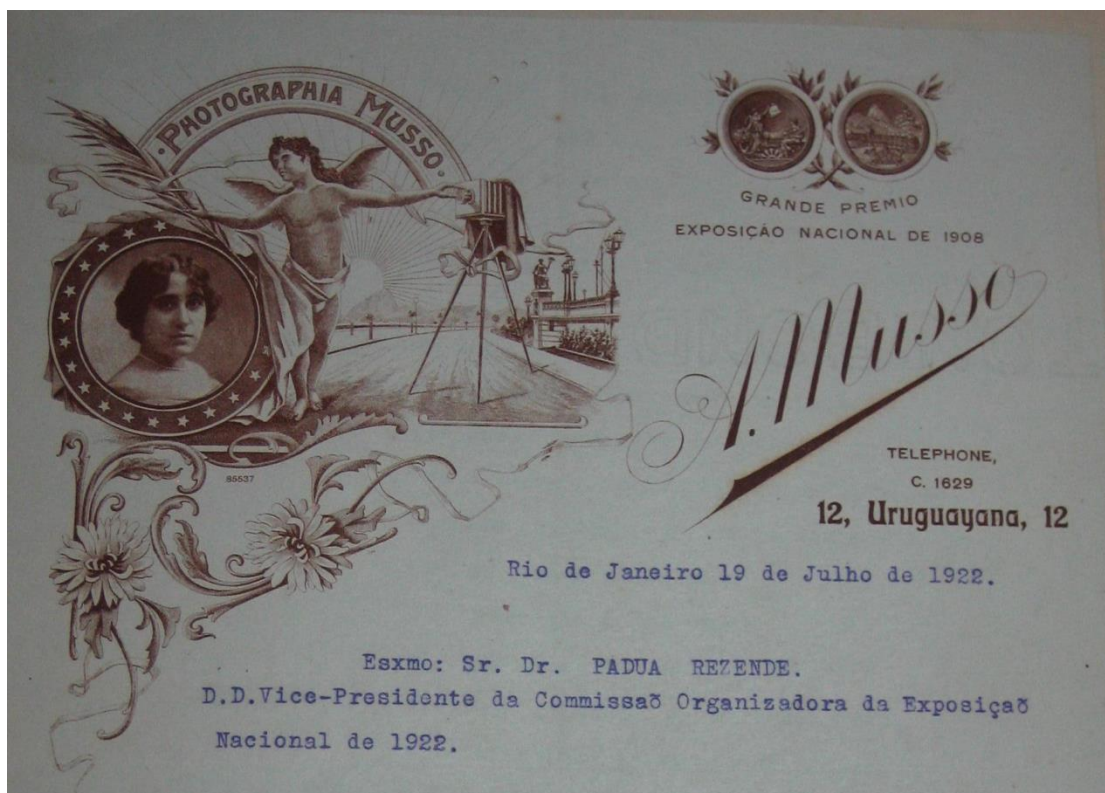 PHOTOGRAPHIA MUSSO
GRANDE PREMIO
EXPOSIÇÃO NACIONAL DE 1908
A. Musso
TELEPHONE,
C. 1629
12, Uruguayana, 12
85537
Rio de Janeiro 19 de Julho de 1922.
Esxmo: Sr. Dr. PADUA REZENDE.
D.D.Vice-Presidente da Commissaõ Organizadora da Exposiçaõ
Nacional de 1922.